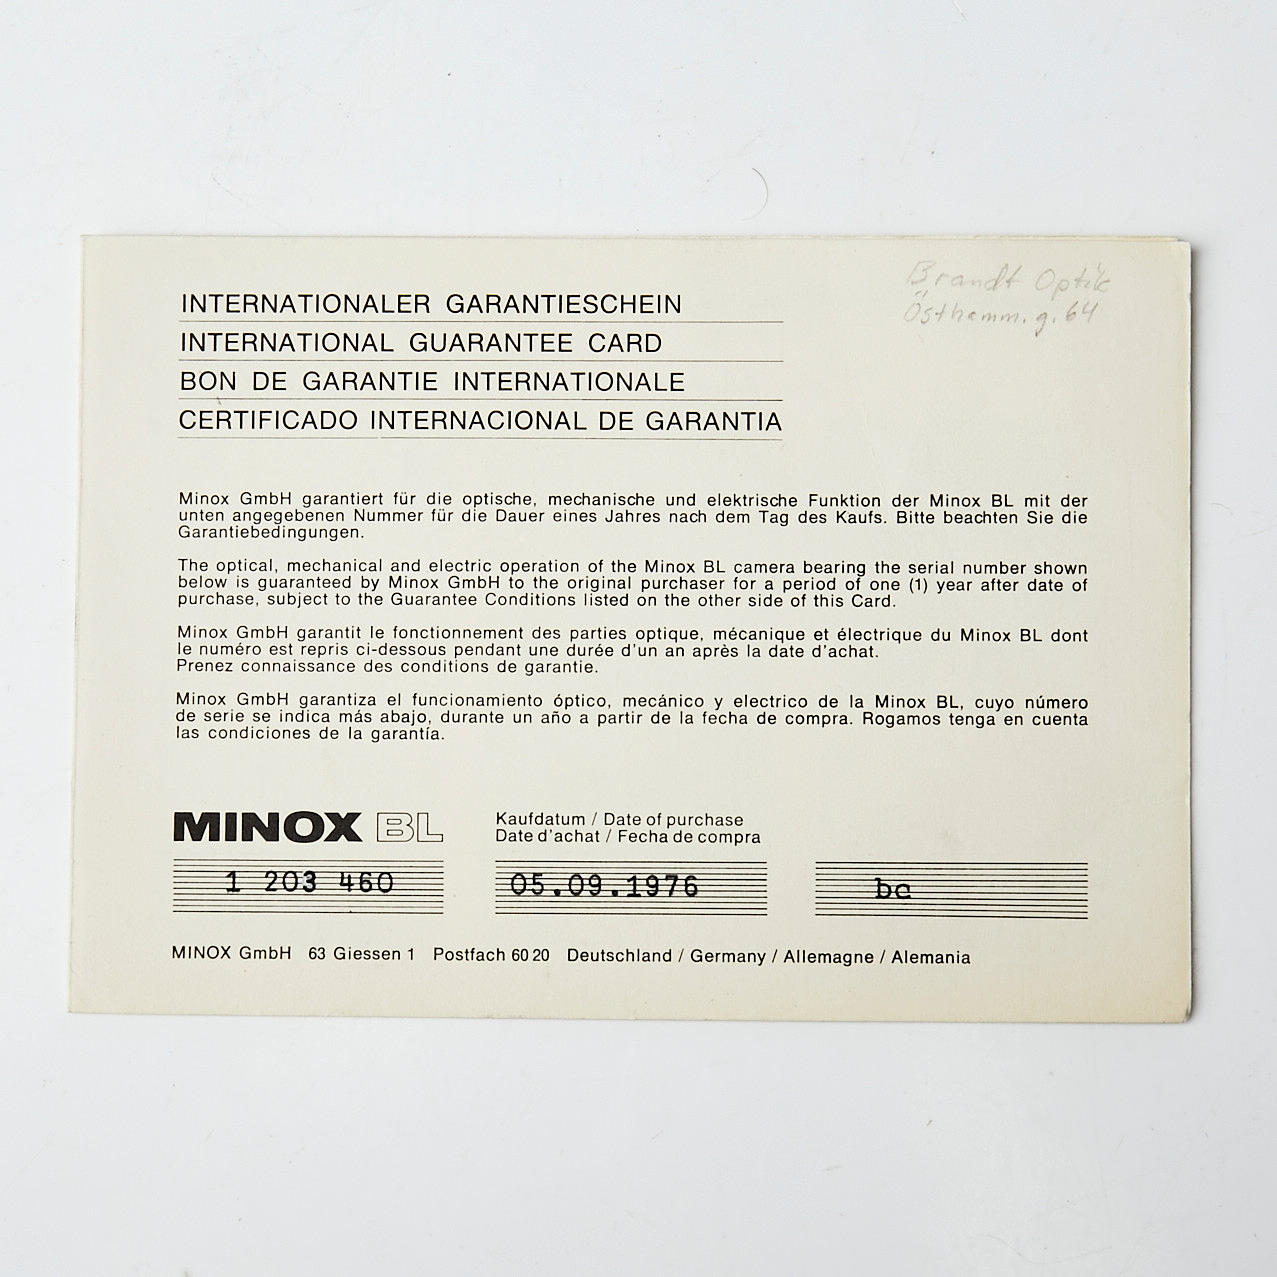 Brandt Optik
Östhamm. g. 64
INTERNATIONALER GARANTIESCHEIN
INTERNATIONAL GUARANTEE CARD
BON DE GARANTIE INTERNATIONALE
CERTIFICADO INTERNACIONAL DE GARANTIA
Minox GmbH garantiert für die optische, mechanische und elektrische Funktion der Minox BL mit der
unten angegebenen Nummer für die Dauer eines Jahres nach dem Tag des Kaufs. Bitte beachten Sie die
Garantiebedingungen.
The optical, mechanical and electric operation of the Minox BL camera bearing the serial number shown
below is guaranteed by Minox GmbH to the original purchaser for a period of one (1) year after date of
purchase, subject to the Guarantee Conditions listed on the other side of this Card.
Minox GmbH garantit le fonctionnement des parties optique, mécanique et électrique du Minox BL dont
le numéro est repris ci-dessous pendant une durée d'un an après la date d'achat.
Prenez connaissance des conditions de garantie.
Minox GmbH garantiza el funcionamiento óptico, mecánico y electrico de la Minox BL, cuyo número
de serie se indica más abajo, durante un año a partir de la fecha de compra. Rogamos tenga en cuenta
las condiciones de la garantía.
MINOX BL
Kaufdatum / Date of purchase
Date d'achat / Fecha de compra
1 203 460
05.09.1976
bc
MINOX GmbH 63 Giessen 1 Postfach 60 20 Deutschland / Germany / Allemagne / Alemania